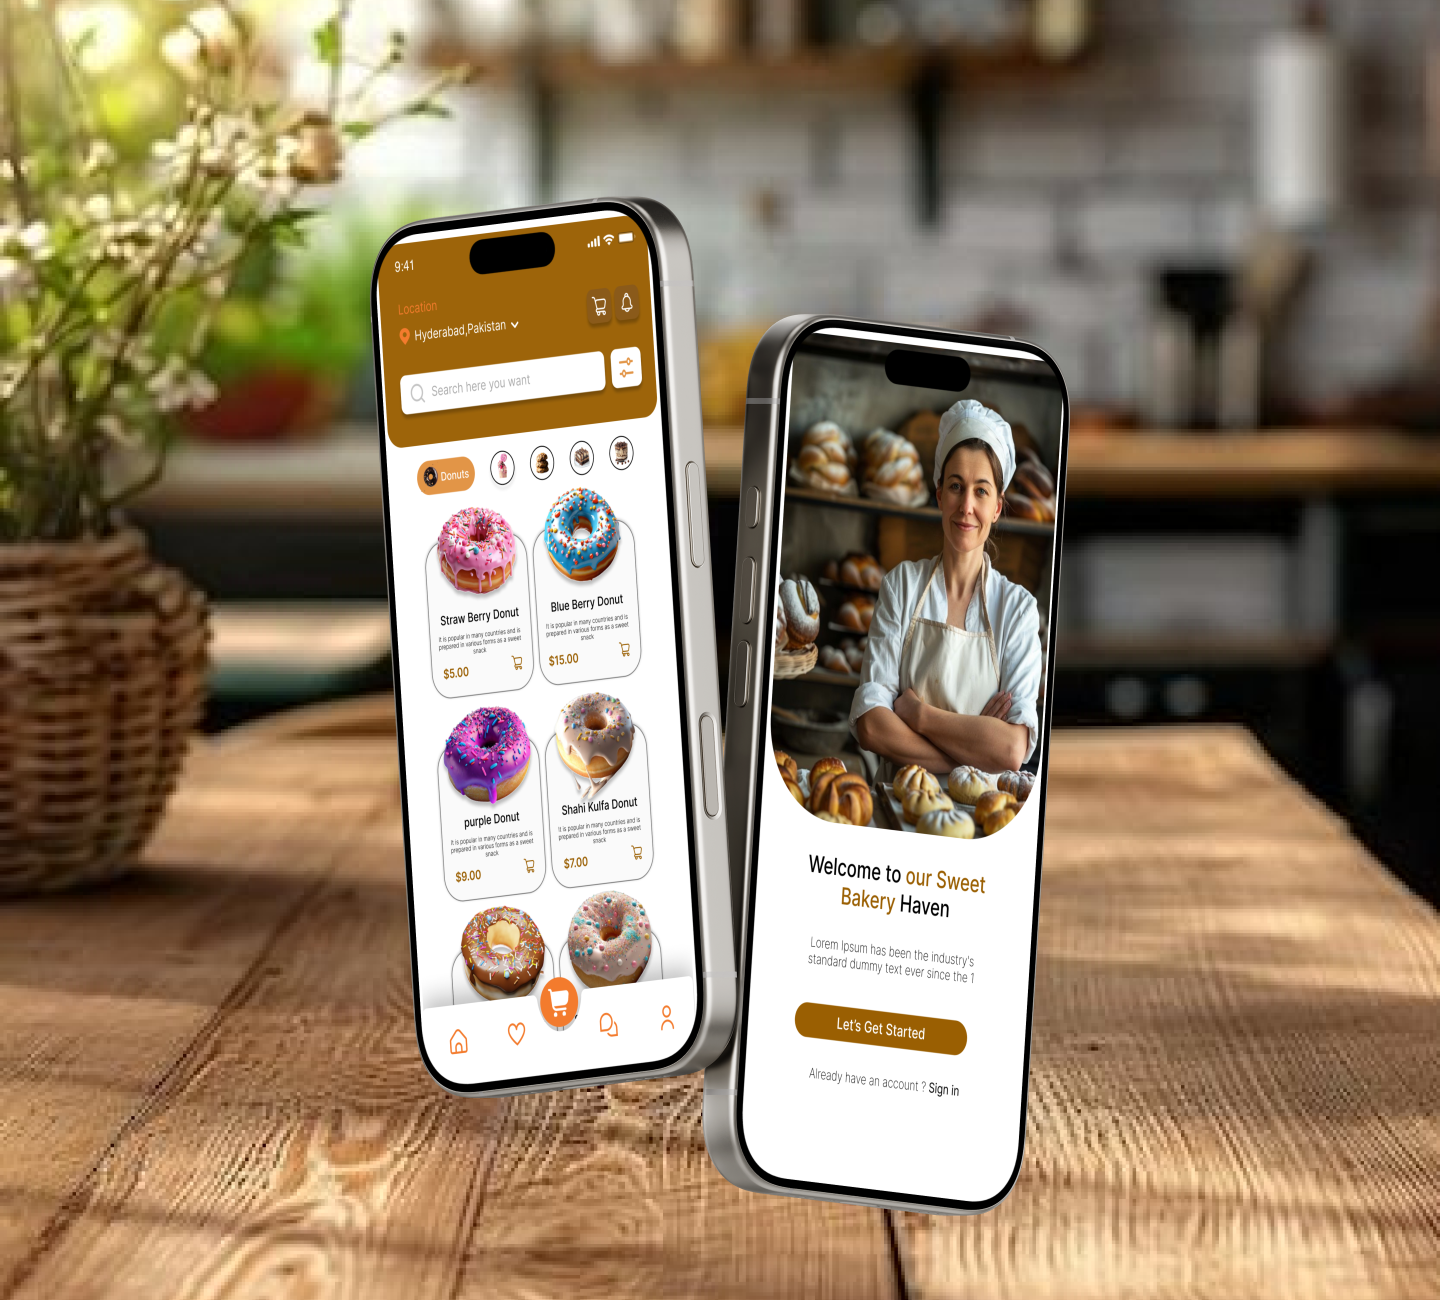 9:41
Location
Hyderabad,Pakistan
Search here you want
Donuts
Straw Berry Donut
It is popular in many countries and is
prepared in various forms as a sweet
snack
$5.00
Blue Berry Donut
It is popular in many countries and is
prepared in various forms as a sweet
snack
$15.00
purple Donut
It is popular in many countries and is
prepared in various forms as a sweet
snack
$9.00
Shahi Kulfa Donut
It is popular in many countries and is
prepared in various forms as a sweet
snack
$7.00
Welcome to our Sweet
Bakery Haven
Lorem Ipsum has been the industry's
standard dummy text ever since the 1
Let's Get Started
Already have an account ? Sign in